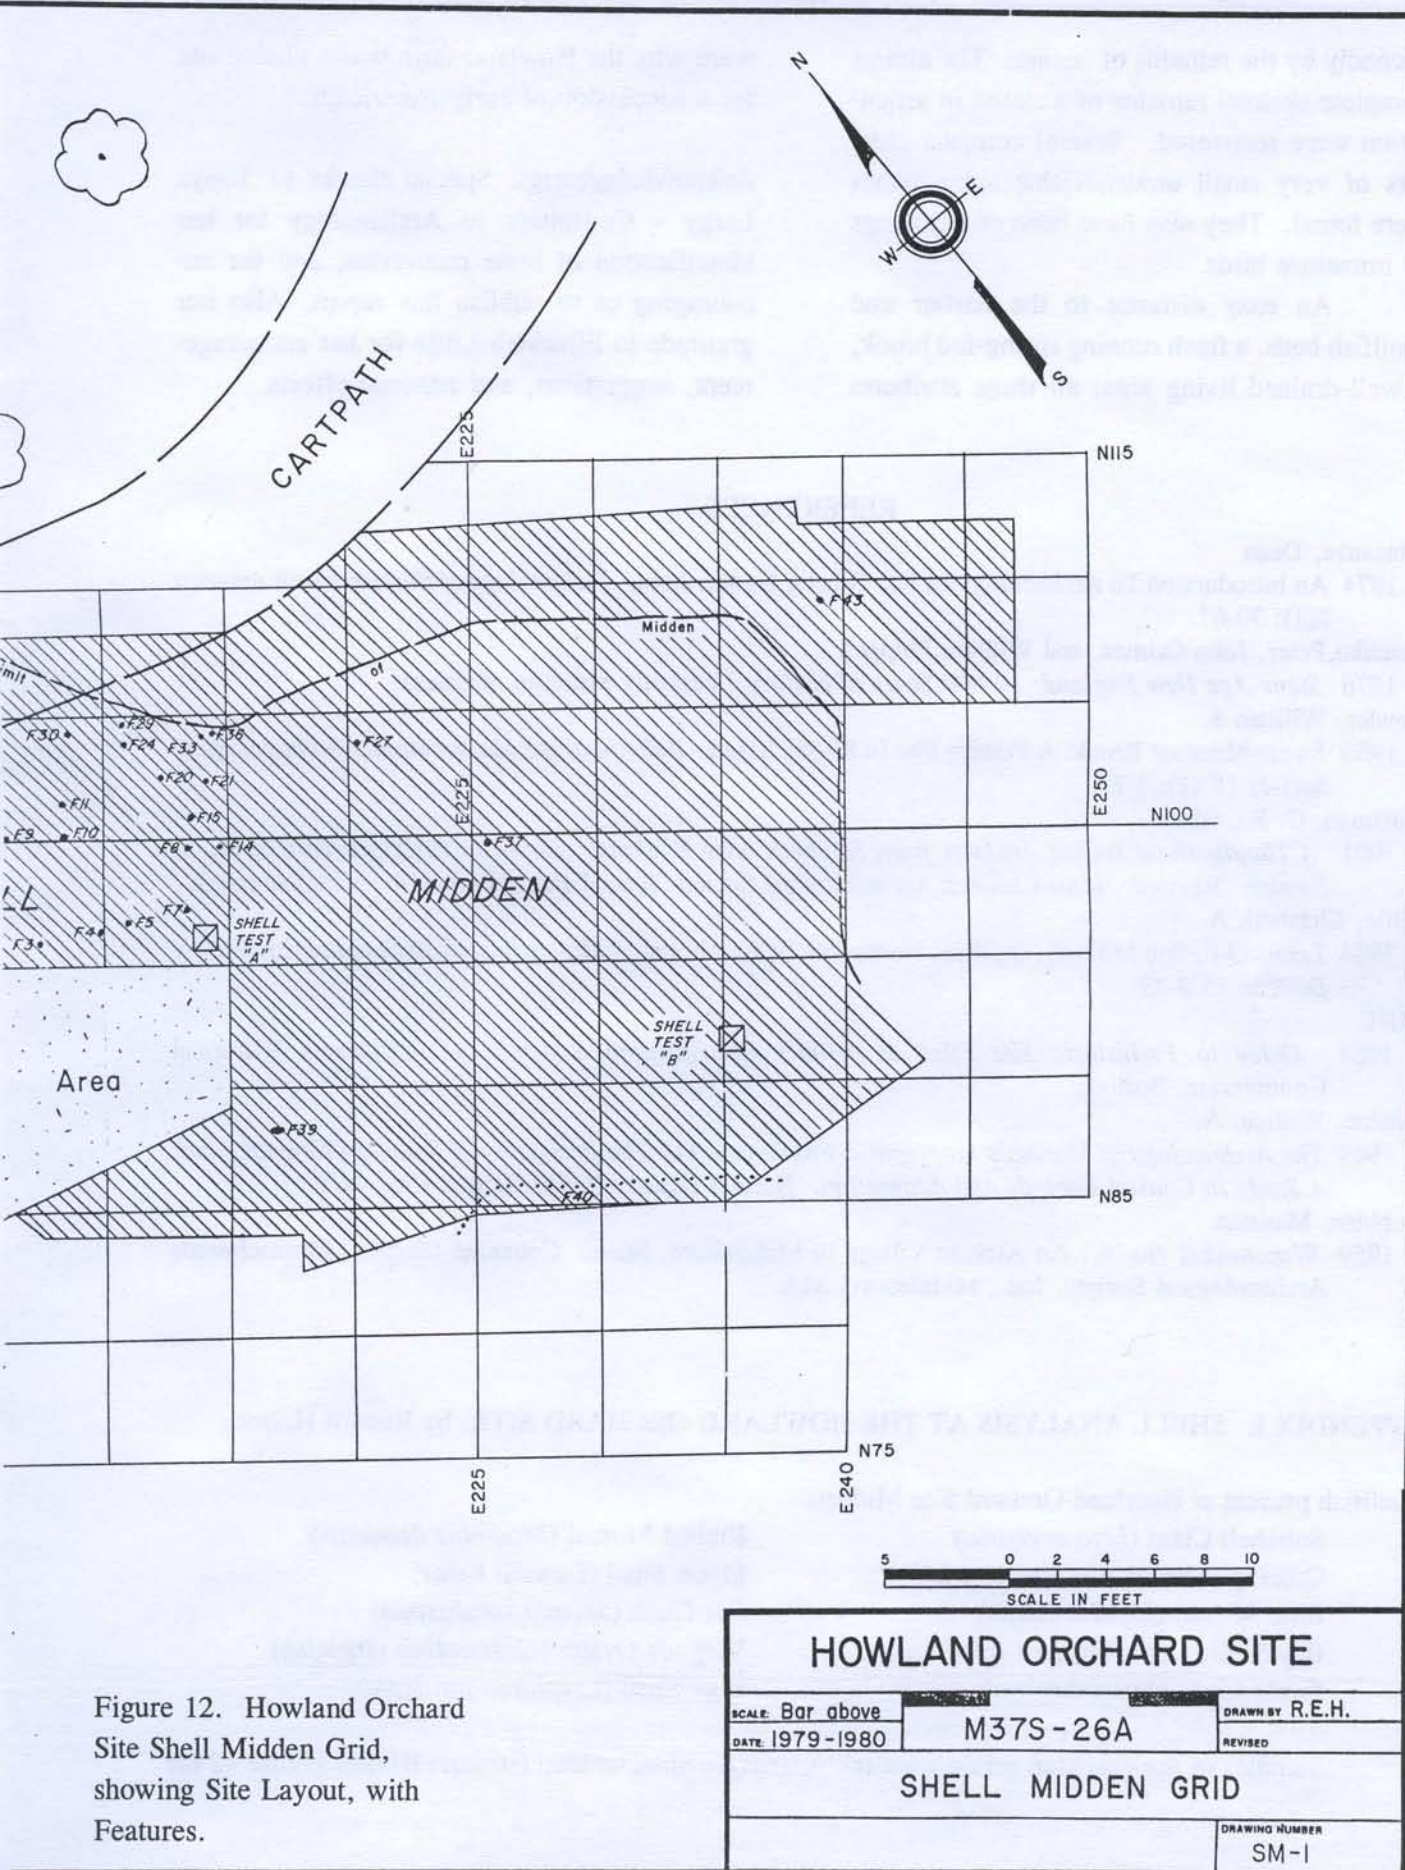 N
E
W
S
CARTPATH
E225
N115
F43
Midden
of
F30
F29
F24
F33
F36
F27
F20
F21
F11
F15
E225
E250
N100
F9
F10
F8
F14
F37
MIDDEN
F7
F5
F4
F3
SHELL
TEST
"A"
SHELL
TEST
"B"
Area
F39
F40
N85
N75
E225
E240
5 0 2 4 6 8 10
SCALE IN FEET
HOWLAND ORCHARD SITE
SCALE: Bar above
DATE: 1979-1980
M37S-26A
DRAWN BY R.E.H.
REVISED
SHELL MIDDEN GRID
DRAWING NUMBER
SM-1
Figure 12. Howland Orchard
Site Shell Midden Grid,
showing Site Layout, with
Features.